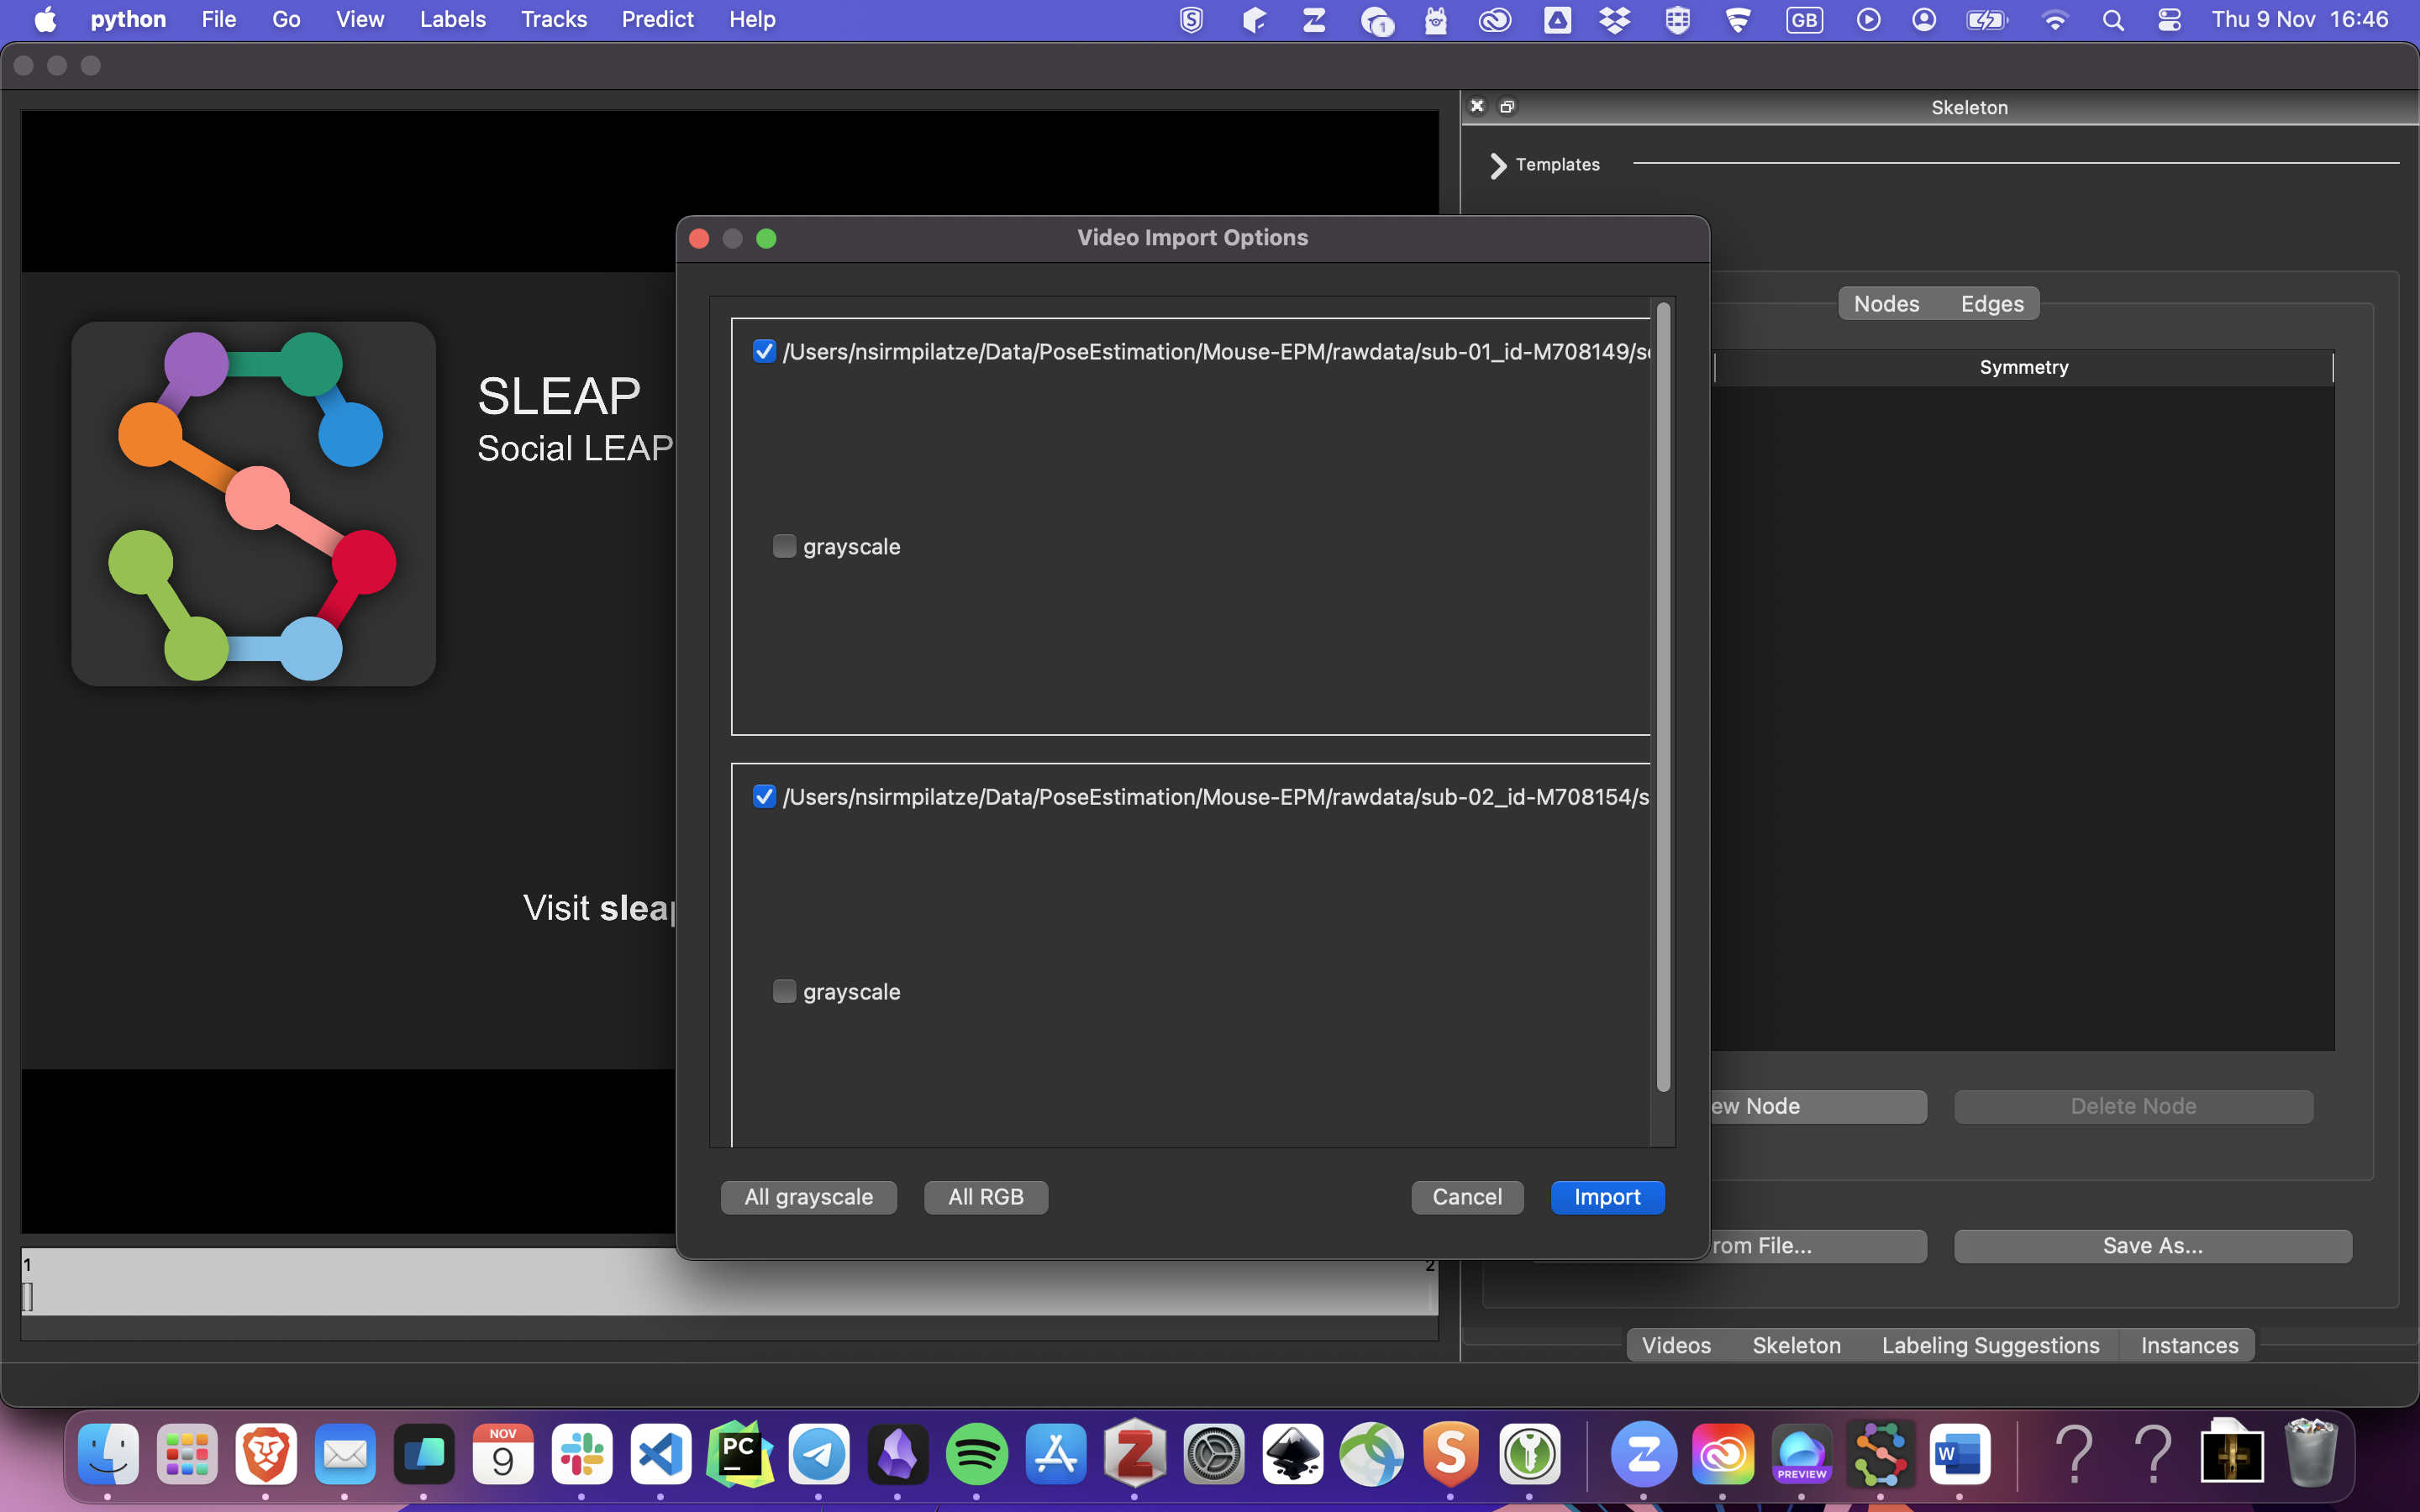 python File Go View Labels Tracks Predict Help 1 GB Thu 9 Nov 16:46
Skeleton
Templates
Video Import Options
Nodes Edges
/Users/nsirmpilatze/Data/PoseEstimation/Mouse-EPM/rawdata/sub-01_id-M708149/s
Symmetry
SLEAP
Social LEAP
grayscale
/Users/nsirmpilatze/Data/PoseEstimation/Mouse-EPM/rawdata/sub-02_id-M708154/s
Visit sleap
grayscale
ew Node Delete Node
All grayscale All RGB Cancel Import
rom File... Save As...
1 2
Videos Skeleton Labeling Suggestions Instances
NOV
9
PC
PREVIEW
W